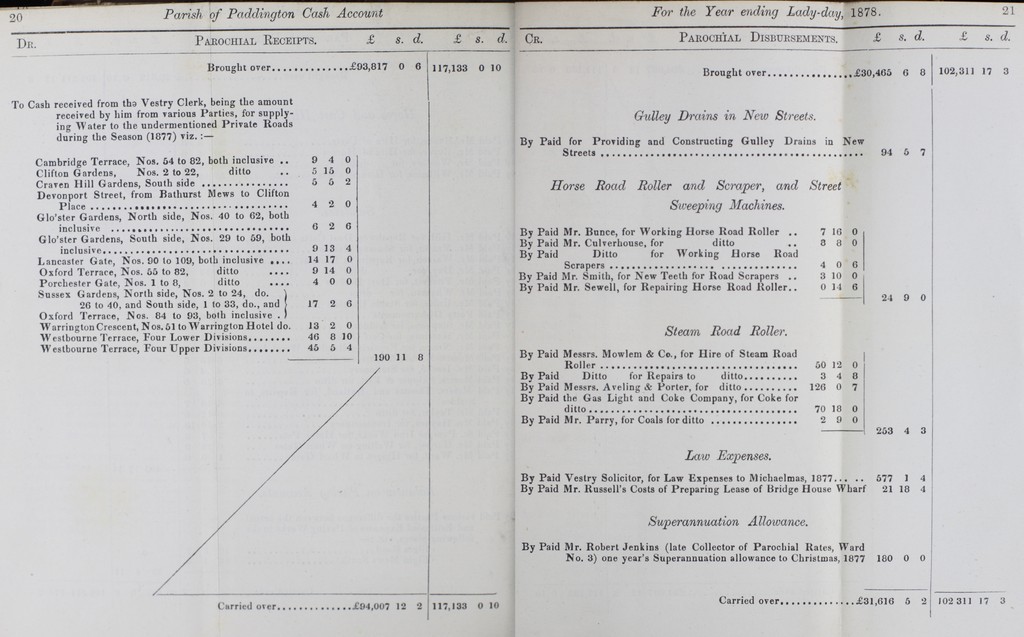 20 Parish of Paddington Cash Account
DR. PAROCHIAL RECEIPTS. £ s. d. £ s. d.
Brought over..............£93,817 0 6 117,133 0 10
To Cash received from the Vestry Clerk, being the amount
received by him from various Parties, for supply-
ing Water to the undermentioned Private Roads
during the Season (1877) viz. :—
Cambridge Terrace, Nos. 54 to 82, both inclusive .. 9 4 0
Clifton Gardens, Nos. 2 to 22, ditto .. 5 15 0
Craven Hill Gardens, South side ................ 5 5 2
Devonport Street, from Bathurst Mews to Clifton
Place .................................... 4 2 0
Glo'ster Gardens, North side, Nos. 40 to 62, both
inclusive ................................ 6 2 6
Glo'ster Gardens, South side, Nos. 29 to 59, both
inclusive.................................. 9 13 4
Lancaster Gate, Nos. 90 to 109, both inclusive .... 14 17 0
Oxford Terrace, Nos. 55 to 82, ditto .... 9 14 0
Porchester Gate, Nos. 1 to 8, ditto .... 4 0 0
Sussex Gardens, North side, Nos. 2 to 24, do.
26 to 40, and South side, 1 to 33, do., and 17 2 6
Oxford Terrace, Nos. 84 to 93, both inclusive .
Warrington Crescent, Nos. 51 to Warrington Hotel do. 13 2 0
Westbourne Terrace, Four Lower Divisions........ 46 8 10
Westbourne Terrace, Four Upper Divisions........ 45 5 4
190 11 8
Carried over..............£94,007 12 2 117,133 0 10
For the Year ending Lady-day, 1878. 21
CR. PAROCHIAL DISBURSEMENTS. £ s. d. £ s. d.
Brought over................£30,465 6 8 102,311 17 3
Gulley Drains in New Streets.
By Paid for Providing and Constructing Gulley Drains in New
Streets ................................................ 94 5 7
Horse Road Roller and Scraper, and Street
Sweeping Machines.
By Paid Mr. Bunce, for Working Horse Road Roller .. 7 16 0
By Paid Mr. Culverhouse, for ditto .. 8 8 0
By Paid Ditto for Working Horse Road
Scrapers .................................. 4 0 6
By Paid Mr. Smith, for New Teeth for Road Scrapers .. 3 10 0
By Paid Mr. Sewell, for Repairing Horse Road Roller.. 0 14 6
24 9 0
Steam Road Roller.
By Paid Messrs. Mowlem & Co., for Hire of Steam Road
Roller .................................... 50 12 0
By Paid Ditto for Repairs to ditto.......... 3 4 8
By Paid Messrs. Aveling & Porter, for ditto.......... 126 0 7
By Paid the Gas Light and Coke Company, for Coke for
ditto...................................... 70 18 0
By Paid Mr. Parry, for Coals for ditto ................ 2 9 0
253 4 3
Law Expenses.
By Paid Vestry Solicitor, for Law Expenses to Michaelmas, 1877..... 577 1 4
By Paid Mr. Russell's Costs of Preparing Lease of Bridge House Wharf 21 18 4
Superannuation Allowance.
By Paid Mr. Robert Jenkins (late Collector of Parochial Rates, Ward
No. 3) one year's Superannuation allowance to Christmas, 1877 180 0 0
Carried over..............£31,616 5 2 102 311 17 3